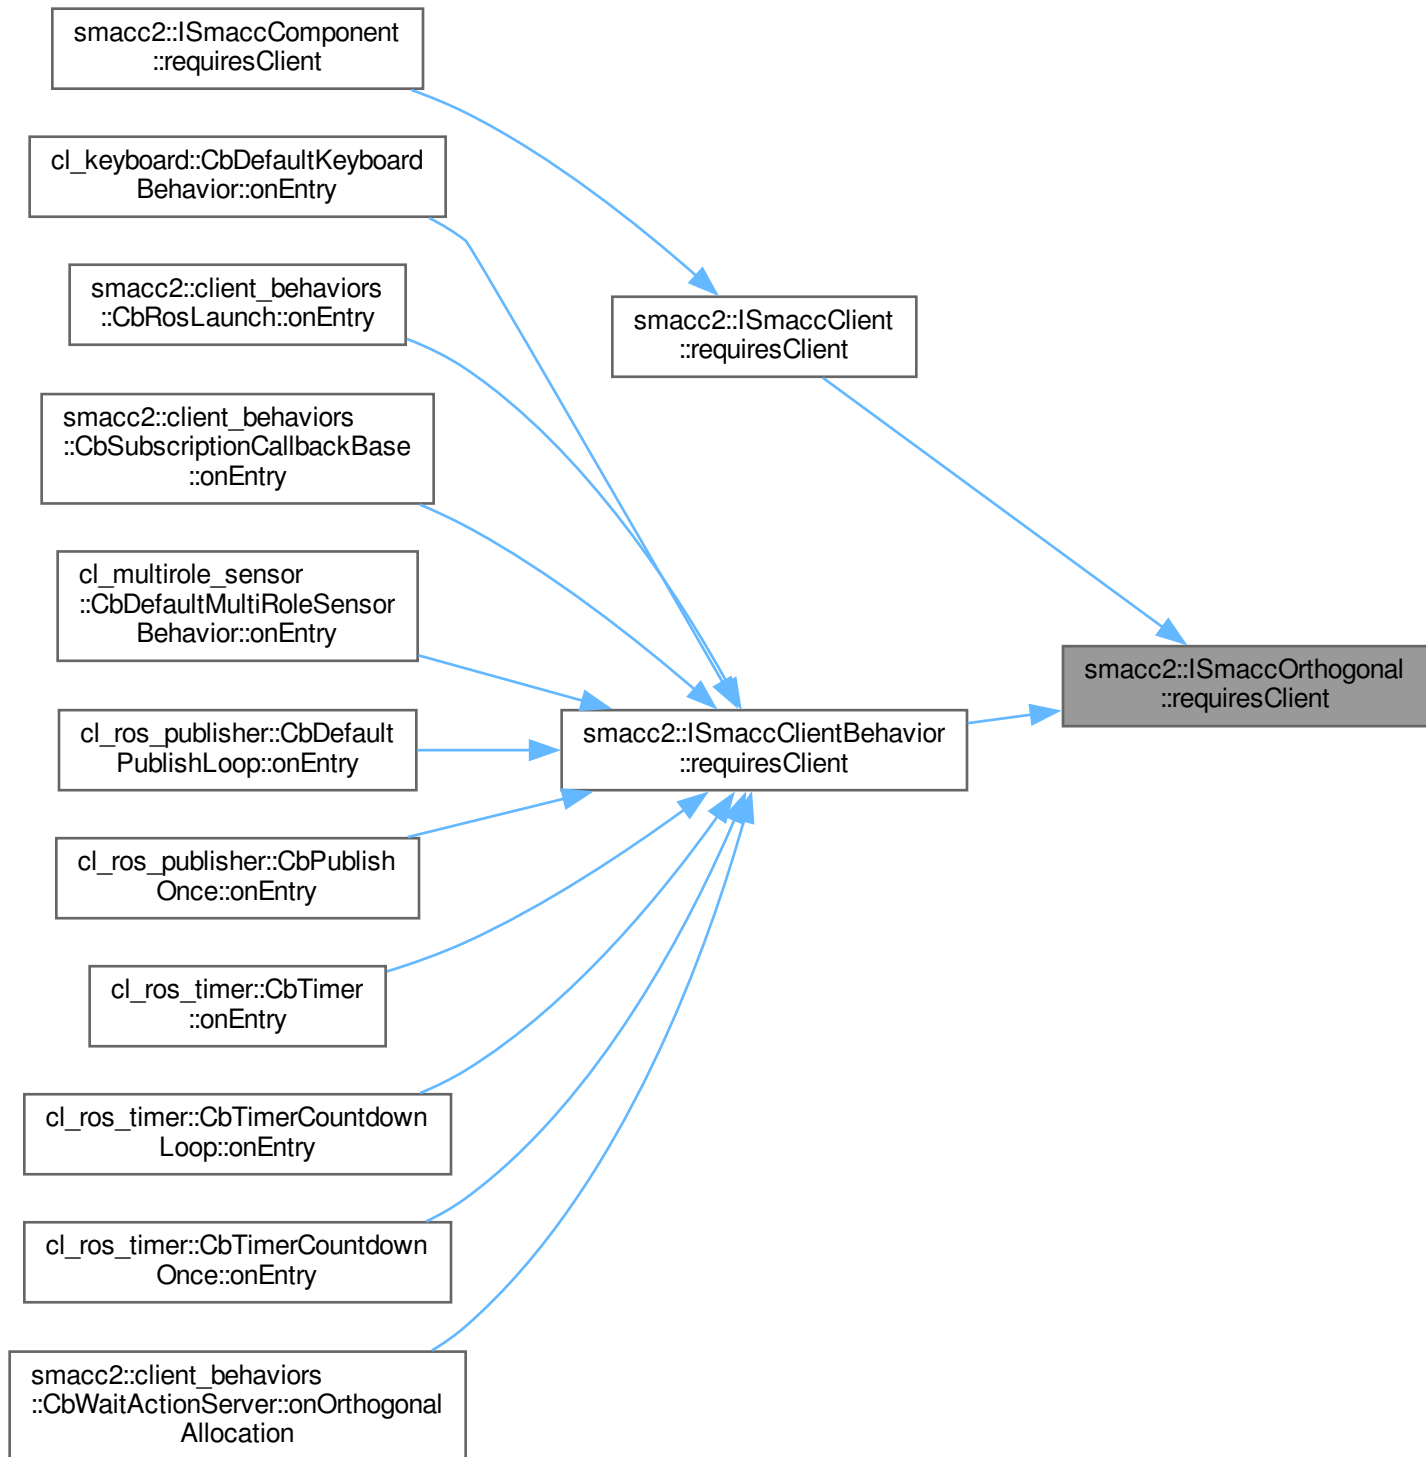 smacc2::ISmaccComponent
::requiresClient
cl_keyboard::CbDefaultKeyboard
Behavior::onEntry
smacc2::client_behaviors
::CbRosLaunch::onEntry
smacc2::ISmaccClient
::requiresClient
smacc2::client_behaviors
::CbSubscriptionCallbackBase
::onEntry
cl_multirole_sensor
::CbDefaultMultiRoleSensor
Behavior::onEntry
smacc2::ISmaccOrthogonal
::requiresClient
cl_ros_publisher::CbDefault
PublishLoop::onEntry
smacc2::ISmaccClientBehavior
::requiresClient
cl_ros_publisher::CbPublish
Once::onEntry
cl_ros_timer::CbTimer
::onEntry
cl_ros_timer::CbTimerCountdown
Loop::onEntry
cl_ros_timer::CbTimerCountdown
Once::onEntry
smacc2::client_behaviors
::CbWaitActionServer::onOrthogonal
Allocation